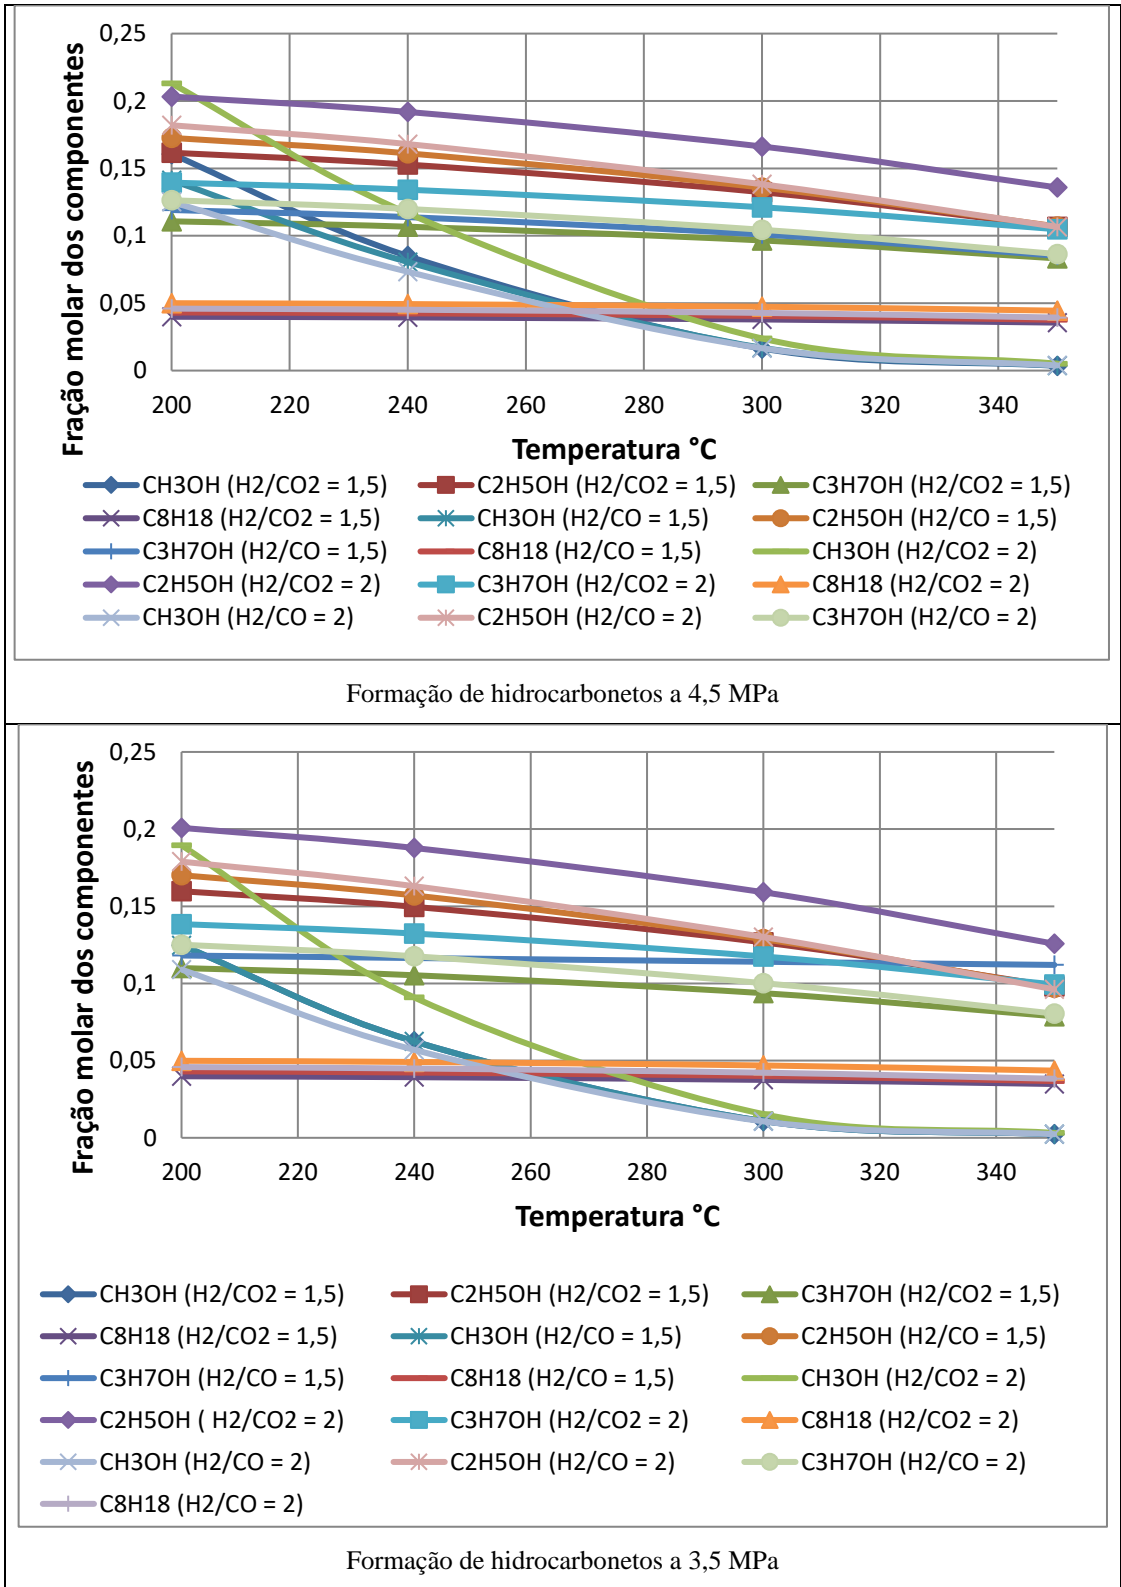 0,25
0,2
0,15
0,1
0,05
0
Fração molar dos componentes
200 220 240 260 280 300 320 340
Temperatura °C
CH3OH (H2/CO2 = 1,5) C2H5OH (H2/CO2 = 1,5) C3H7OH (H2/CO2 = 1,5)
C8H18 (H2/CO2 = 1,5) CH3OH (H2/CO = 1,5) C2H5OH (H2/CO = 1,5)
C3H7OH (H2/CO = 1,5) C8H18 (H2/CO = 1,5) CH3OH (H2/CO2 = 2)
C2H5OH (H2/CO2 = 2) C3H7OH (H2/CO2 = 2) C8H18 (H2/CO2 = 2)
CH3OH (H2/CO = 2) C2H5OH (H2/CO = 2) C3H7OH (H2/CO = 2)
Formação de hidrocarbonetos a 4,5 MPa
0,25
0,2
0,15
0,1
0,05
0
Fração molar dos componentes
200 220 240 260 280 300 320 340
Temperatura °C
CH3OH (H2/CO2 = 1,5) C2H5OH (H2/CO2 = 1,5) C3H7OH (H2/CO2 = 1,5)
C8H18 (H2/CO2 = 1,5) CH3OH (H2/CO = 1,5) C2H5OH (H2/CO = 1,5)
C3H7OH (H2/CO = 1,5) C8H18 (H2/CO = 1,5) CH3OH (H2/CO2 = 2)
C2H5OH ( H2/CO2 = 2) C3H7OH (H2/CO2 = 2) C8H18 (H2/CO2 = 2)
CH3OH (H2/CO = 2) C2H5OH (H2/CO = 2) C3H7OH (H2/CO = 2)
C8H18 (H2/CO = 2)
Formação de hidrocarbonetos a 3,5 MPa